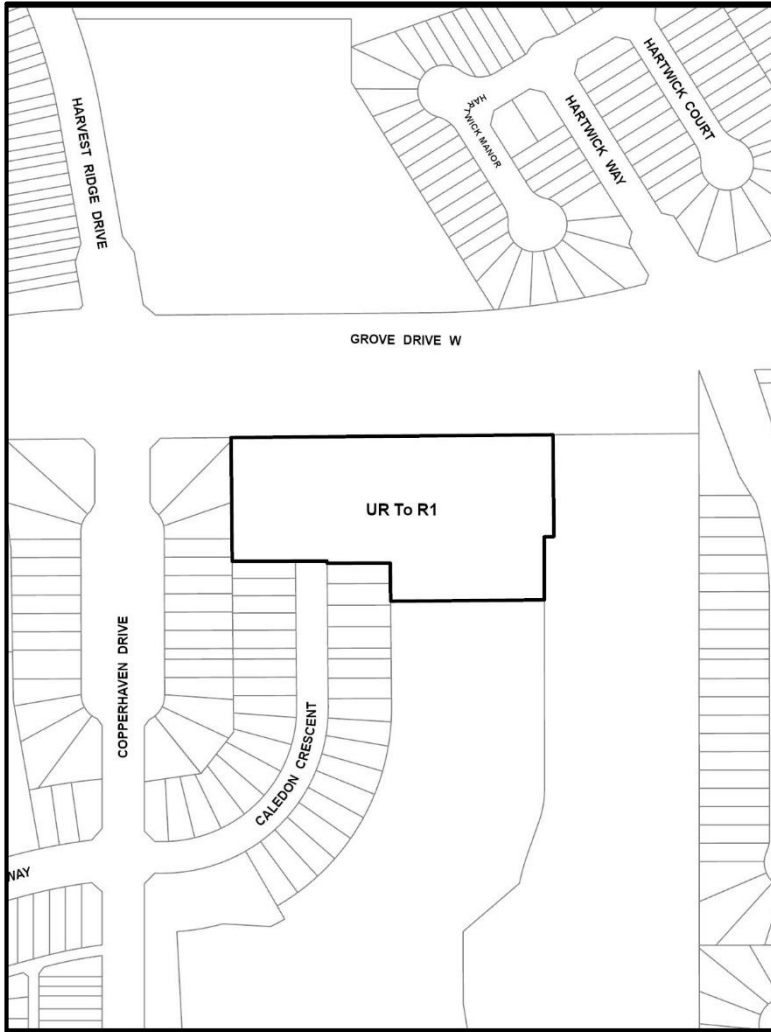 HARVEST RIDGE DRIVE
HARTWICK COURT
HARTWICK WAY
HARTWICK MANOR
GROVE DRIVE W
UR To R1
COPPERHAVEN DRIVE
CALEDON CRESCENT
WAY